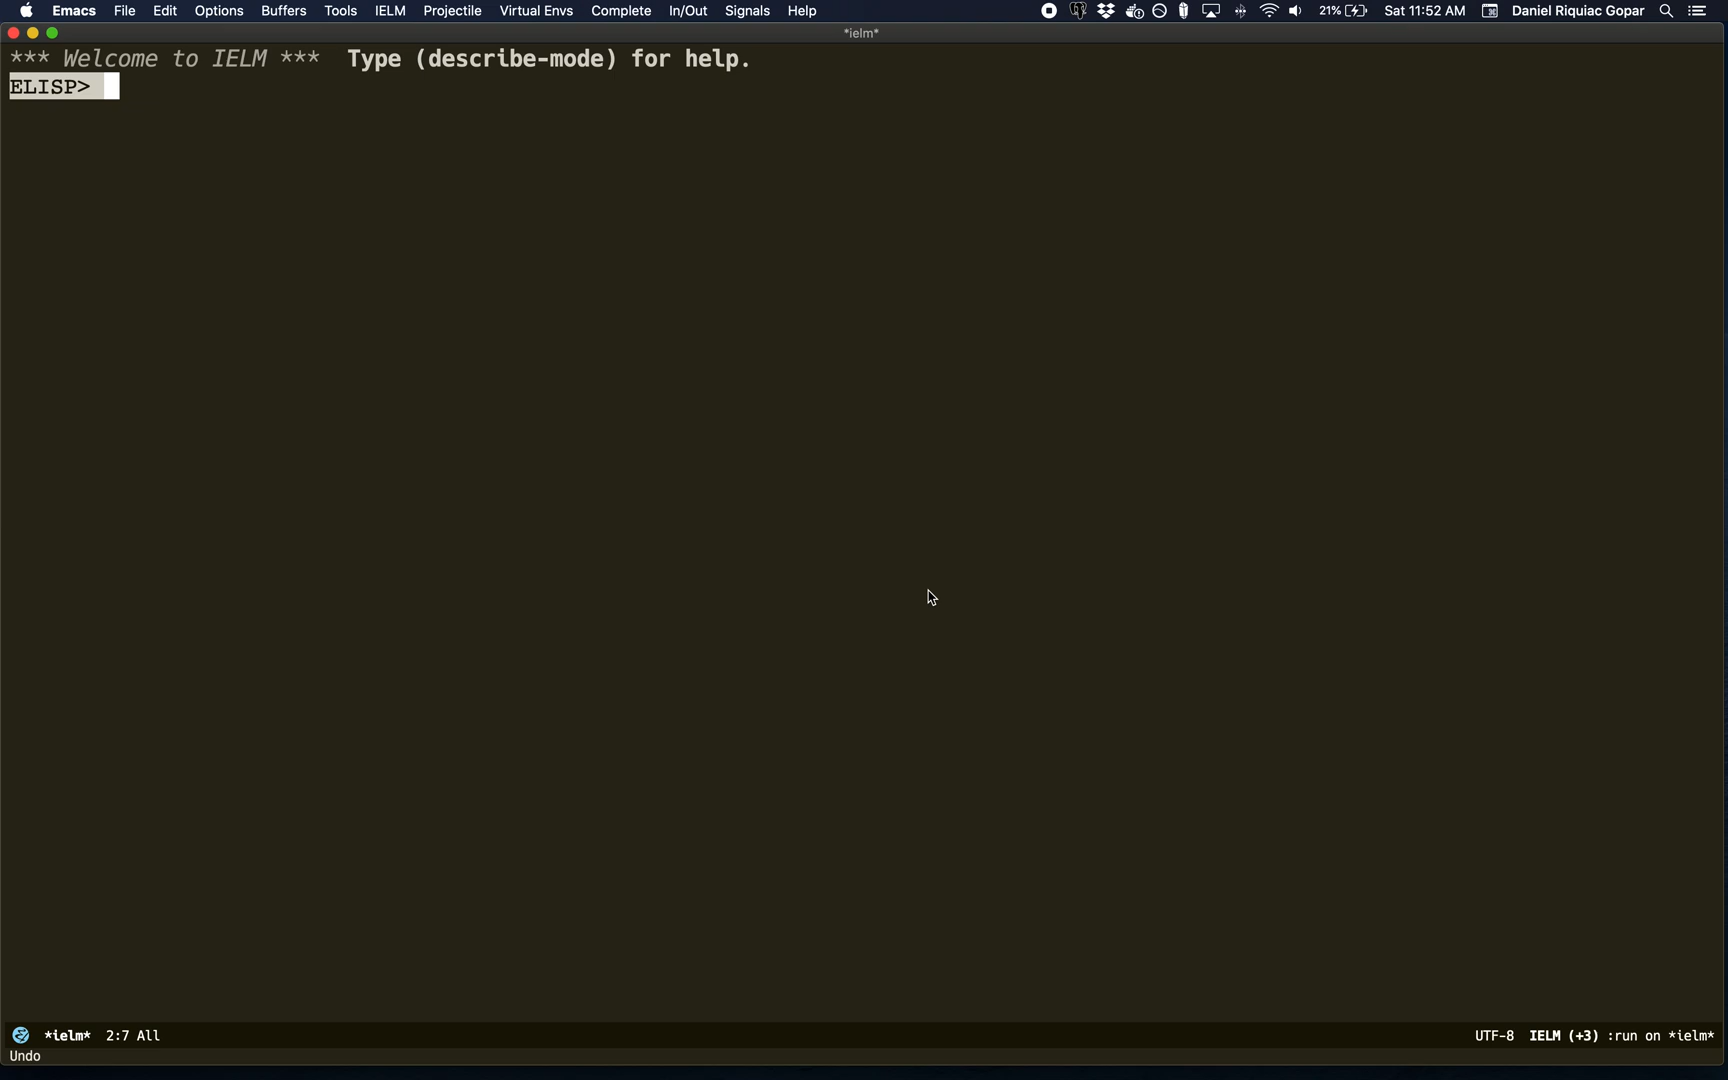 Emacs File Edit Options Buffers Tools IELM Projectile Virtual Envs Complete In/Out Signals Help 21% Sat 11:52 AM Daniel Riquiac Gopar
*ielm*
*** Welcome to IELM *** Type (describe-mode) for help.
ELISP>
*ielm* 2:7 All UTF-8 IELM (+3) :run on *ielm*
Undo